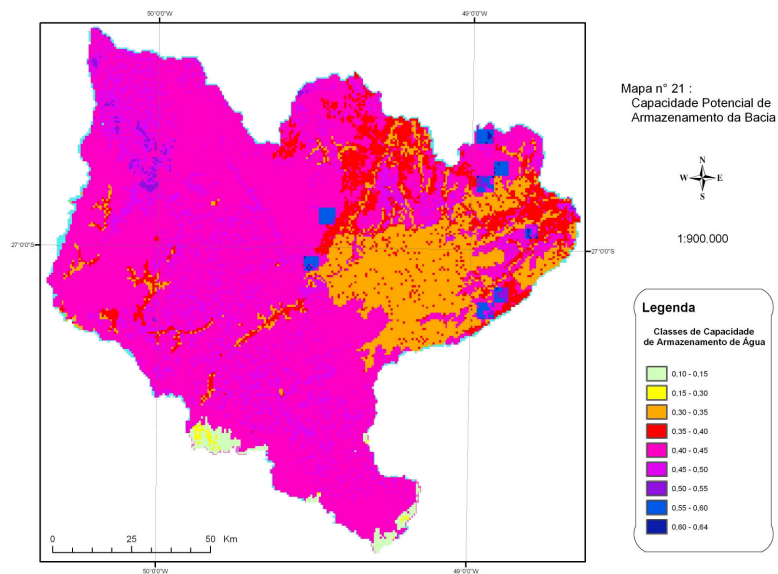 50°0'0"W
49°0'0"W
27°0'0"S
27°0'0"S
50°0'0"W
49°0'0"W
0 25 50 Km
Mapa n° 21 :
Capacidade Potencial de
Armazenamento da Bacia
N
W E
S
1:900.000
Legenda
Classes de Capacidade
de Armazenamento de Água
0,10 - 0,15
0,15 - 0,30
0,30 - 0,35
0,35 - 0,40
0,40 - 0,45
0,45 - 0,50
0,50 - 0,55
0,55 - 0,60
0,60 - 0,64